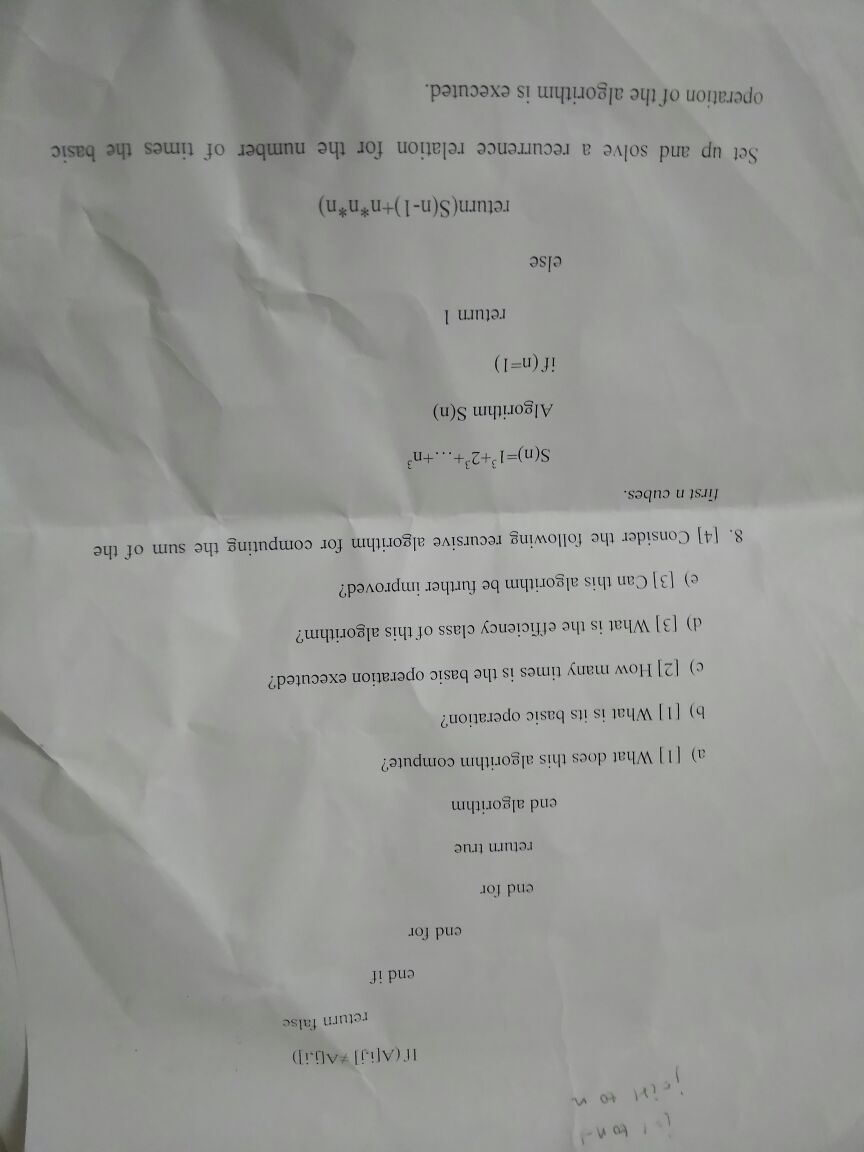 i=1 to n-1
j=i+1 to n
If (A[i,j] ≠A[j,i])
return false
end if
end for
end for
return true
end algorithm
a) [1] What does this algorithm compute?
b) [1] What is its basic operation?
c) [2] How many times is the basic operation executed?
d) [3] What is the efficiency class of this algorithm?
e) [3] Can this algorithm be further improved?
8. [4] Consider the following recursive algorithm for computing the sum of the
first n cubes.
S(n)=1³+2³+…+n³
Algorithm S(n)
if (n=1)
return 1
else
return(S(n-1)+n*n*n)
Set up and solve a recurrence relation for the number of times the basic
operation of the algorithm is executed.